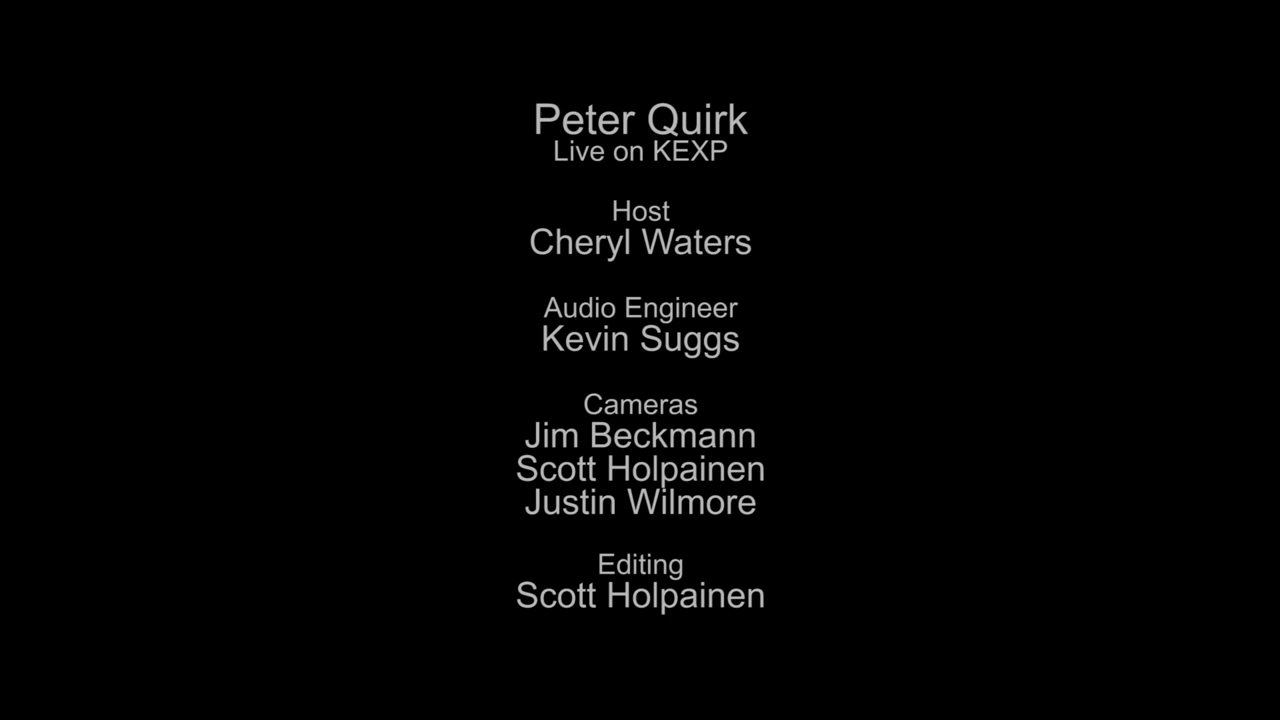 Peter Quirk
Live on KEXP
Host
Cheryl Waters
Audio Engineer
Kevin Suggs
Cameras
Jim Beckmann
Scott Holpainen
Justin Wilmore
Editing
Scott Holpainen